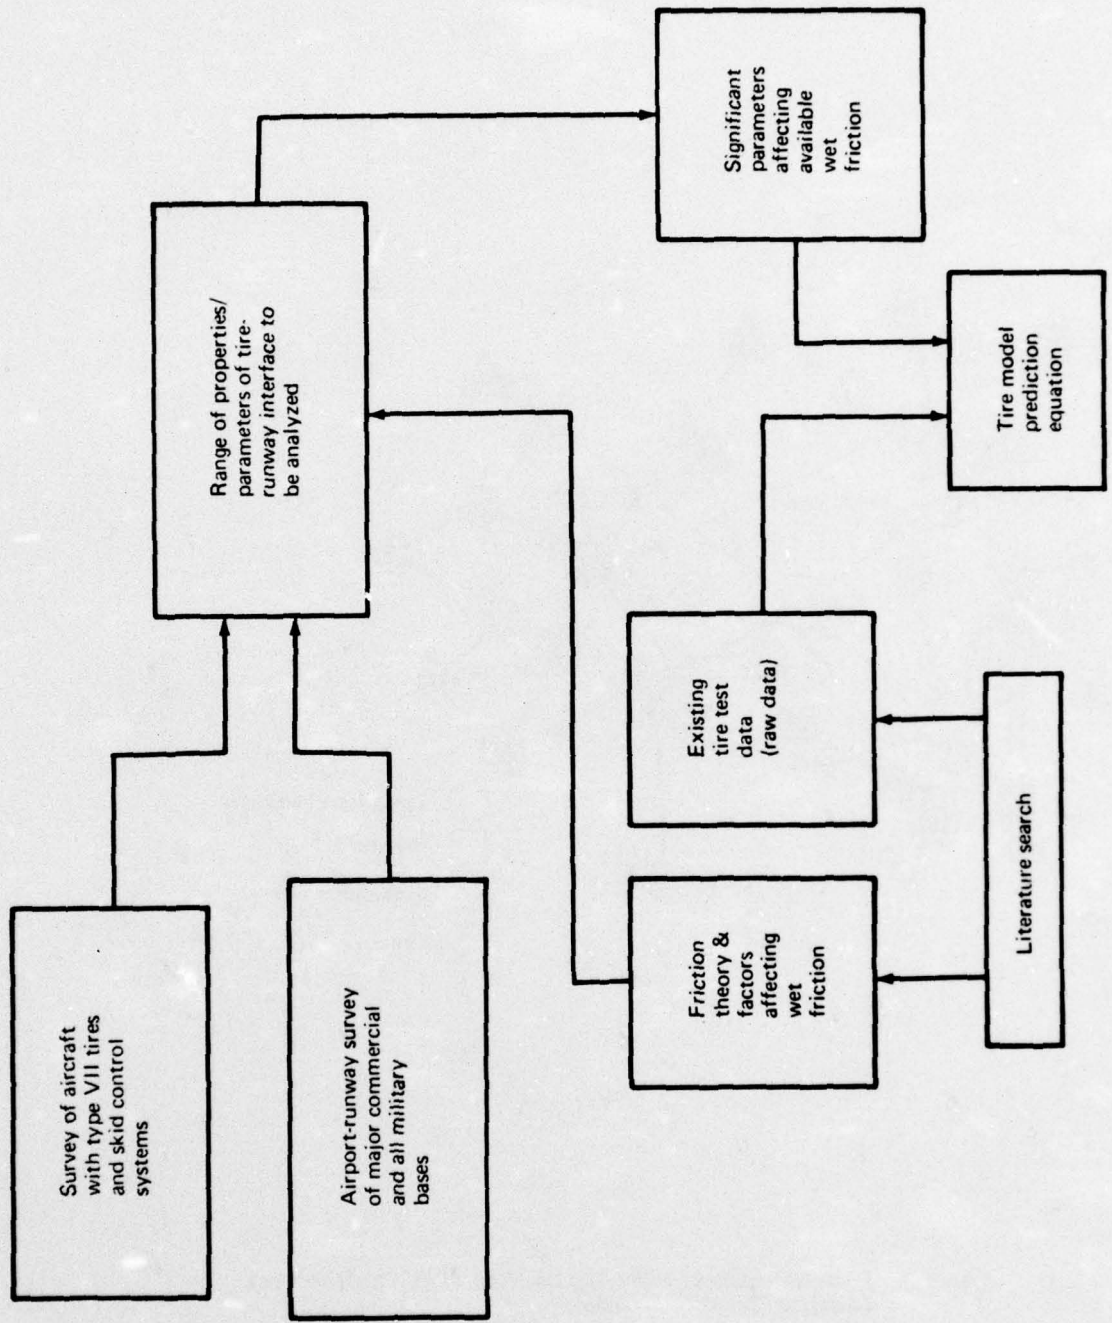 Survey of aircraft
with type VII tires
and skid control
systems
Airport-runway survey
of major commercial
and all military
bases
Range of properties/
parameters of tire-
runway interface to
be analyzed
Friction
theory &
factors
affecting
wet
friction
Existing
tire test
data
(raw data)
Significant
parameters
affecting
available
wet
friction
Literature search
Tire model
prediction
equation